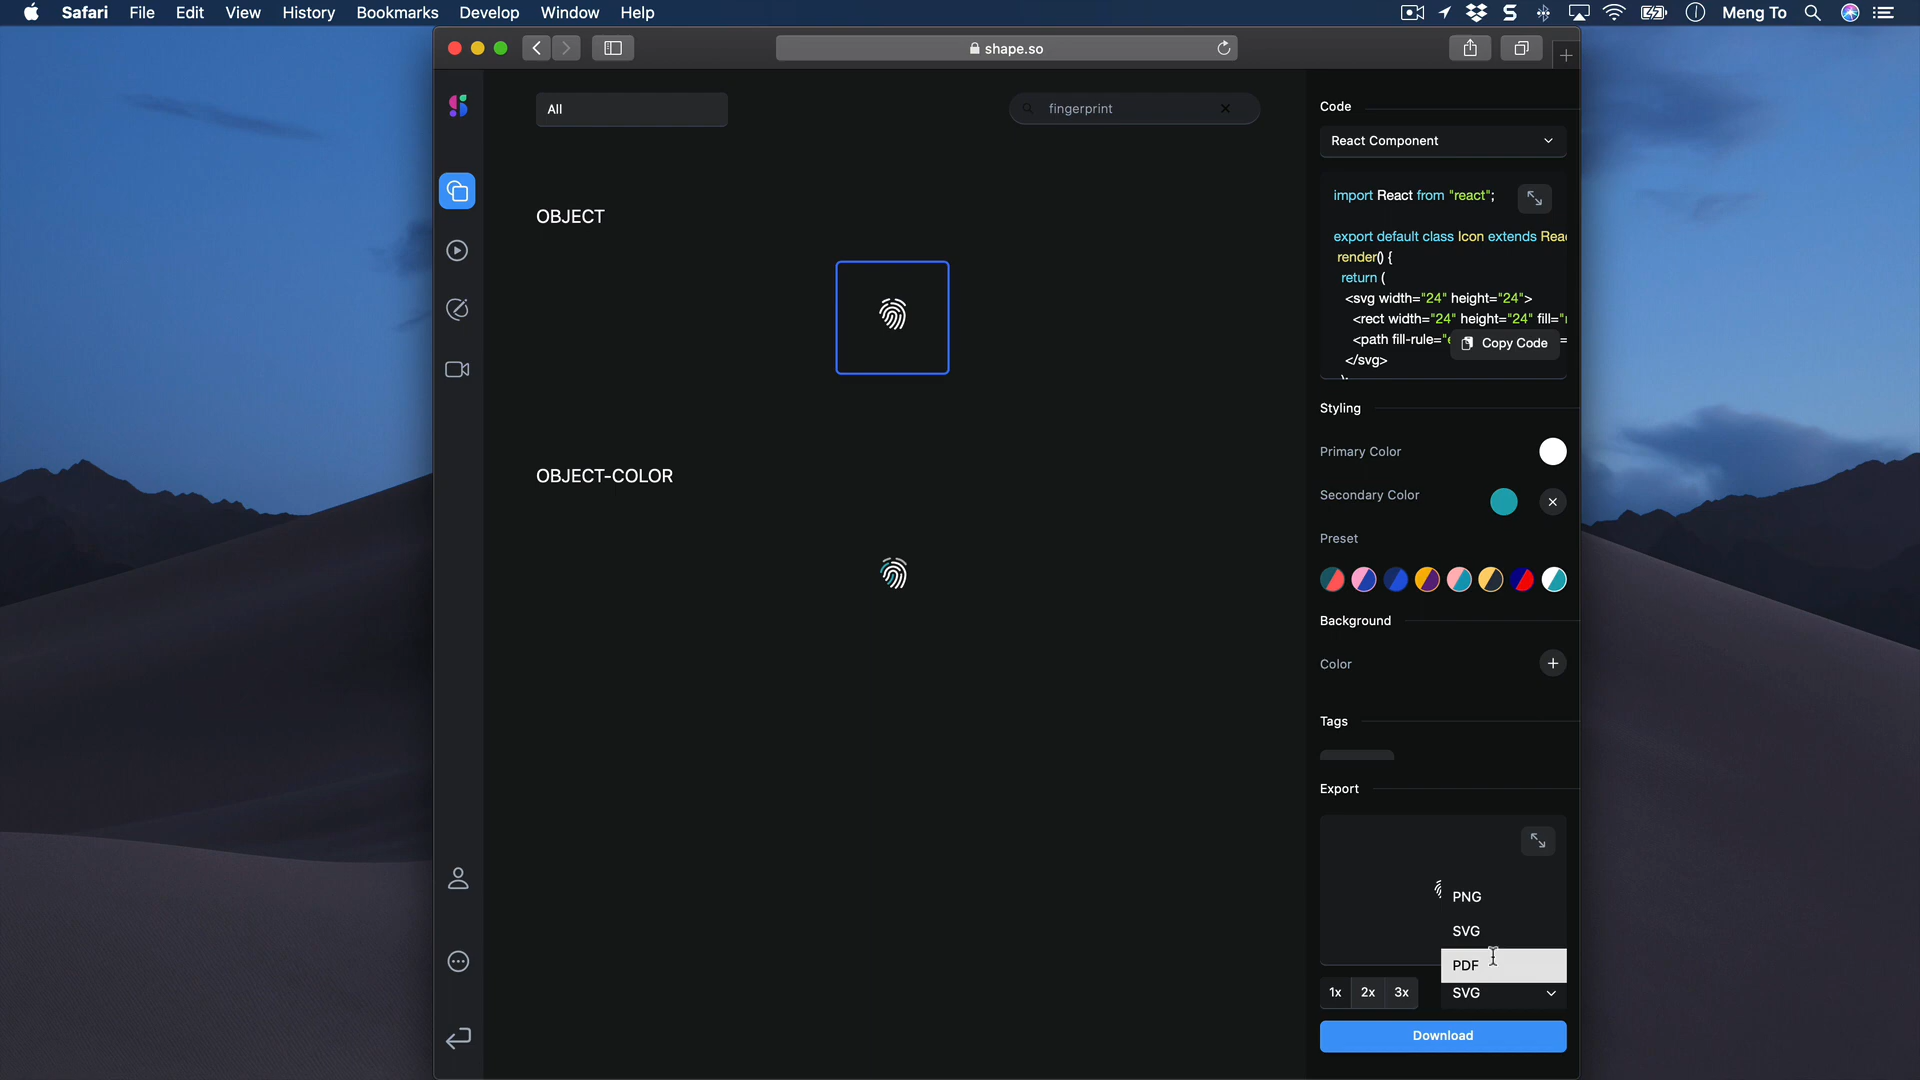 Safari File Edit View History Bookmarks Develop Window Help Meng To
shape.so
All
fingerprint
OBJECT
OBJECT-COLOR
Code
React Component
import React from "react";
export default class Icon extends Reac
render() {
return (
<svg width="24" height="24">
<rect width="24" height="24" fill="
<path fill-rule="
Copy Code
</svg>
Styling
Primary Color
Secondary Color
Preset
Background
Color
Tags
Export
PNG
SVG
PDF
1x 2x 3x
SVG
Download